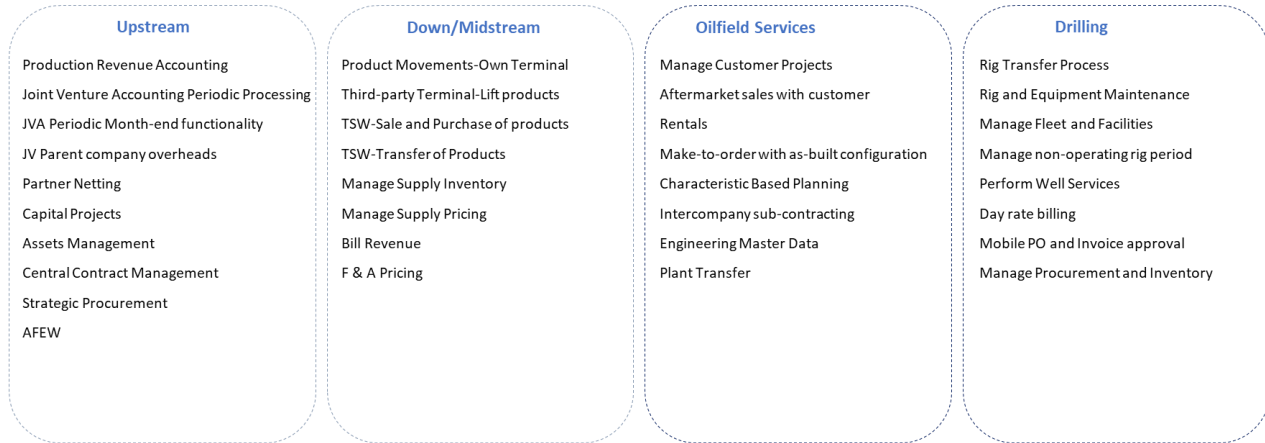 Upstream
Production Revenue Accounting
Joint Venture Accounting Periodic Processing
JVA Periodic Month-end functionality
JV Parent company overheads
Partner Netting
Capital Projects
Assets Management
Central Contract Management
Strategic Procurement
AFEW
Down/Midstream
Product Movements-Own Terminal
Third-party Terminal-Lift products
TSW-Sale and Purchase of products
TSW-Transfer of Products
Manage Supply Inventory
Manage Supply Pricing
Bill Revenue
F & A Pricing
Oilfield Services
Manage Customer Projects
Aftermarket sales with customer
Rentals
Make-to-order with as-built configuration
Characteristic Based Planning
Intercompany sub-contracting
Engineering Master Data
Plant Transfer
Drilling
Rig Transfer Process
Rig and Equipment Maintenance
Manage Fleet and Facilities
Manage non-operating rig period
Perform Well Services
Day rate billing
Mobile PO and Invoice approval
Manage Procurement and Inventory